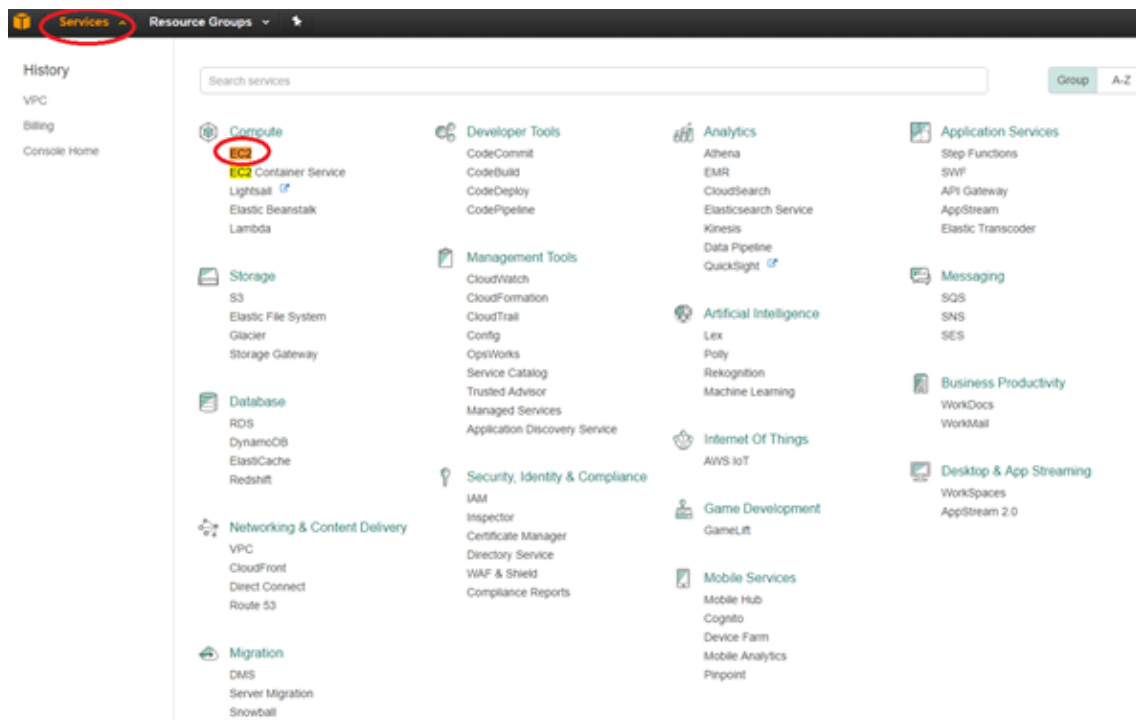 Services
Resource Groups
History
VPC
Billing
Console Home
Search services
Group
A-Z
Compute
EC2
EC2 Container Service
Lightsail
Elastic Beanstalk
Lambda
Storage
S3
Elastic File System
Glacier
Storage Gateway
Database
RDS
DynamoDB
ElastiCache
Redshift
Networking & Content Delivery
VPC
CloudFront
Direct Connect
Route 53
Migration
DMS
Server Migration
Snowball
Developer Tools
CodeCommit
CodeBuild
CodeDeploy
CodePipeline
Management Tools
CloudWatch
CloudFormation
CloudTrail
Config
OpsWorks
Service Catalog
Trusted Advisor
Managed Services
Application Discovery Service
Security, Identity & Compliance
IAM
Inspector
Certificate Manager
Directory Service
WAF & Shield
Compliance Reports
Analytics
Athena
EMR
CloudSearch
Elasticsearch Service
Kinesis
Data Pipeline
QuickSight
Artificial Intelligence
Lex
Polly
Rekognition
Machine Learning
Internet Of Things
AWS IoT
Game Development
GameLift
Mobile Services
Mobile Hub
Cognito
Device Farm
Mobile Analytics
Pinpoint
Application Services
Step Functions
SWF
API Gateway
AppStream
Elastic Transcoder
Messaging
SQS
SNS
SES
Business Productivity
WorkDocs
WorkMail
Desktop & App Streaming
WorkSpaces
AppStream 2.0